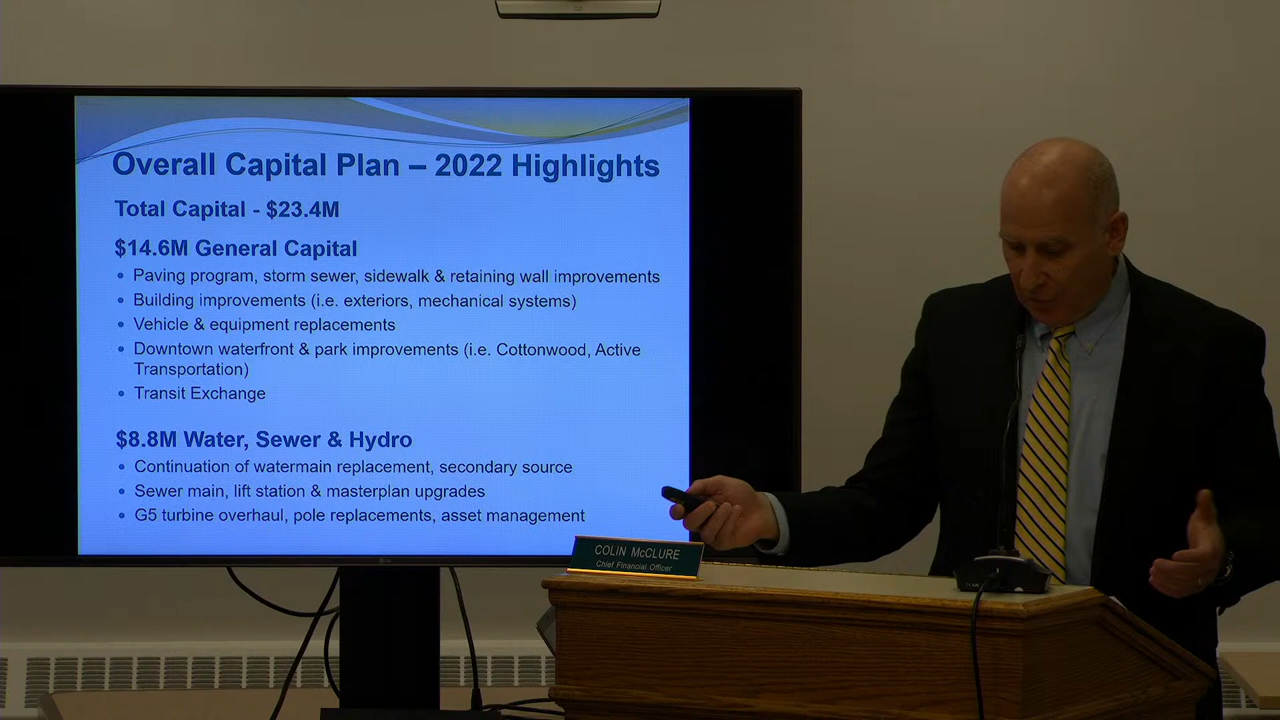 Overall Capital Plan – 2022 Highlights
Total Capital - $23.4M
$14.6M General Capital
• Paving program, storm sewer, sidewalk & retaining wall improvements
• Building improvements (i.e. exteriors, mechanical systems)
• Vehicle & equipment replacements
• Downtown waterfront & park improvements (i.e. Cottonwood, Active
Transportation)
• Transit Exchange
$8.8M Water, Sewer & Hydro
• Continuation of watermain replacement, secondary source
• Sewer main, lift station & masterplan upgrades
• G5 turbine overhaul, pole replacements, asset management
LG
COLIN McCLURE
Chief Financial Officer